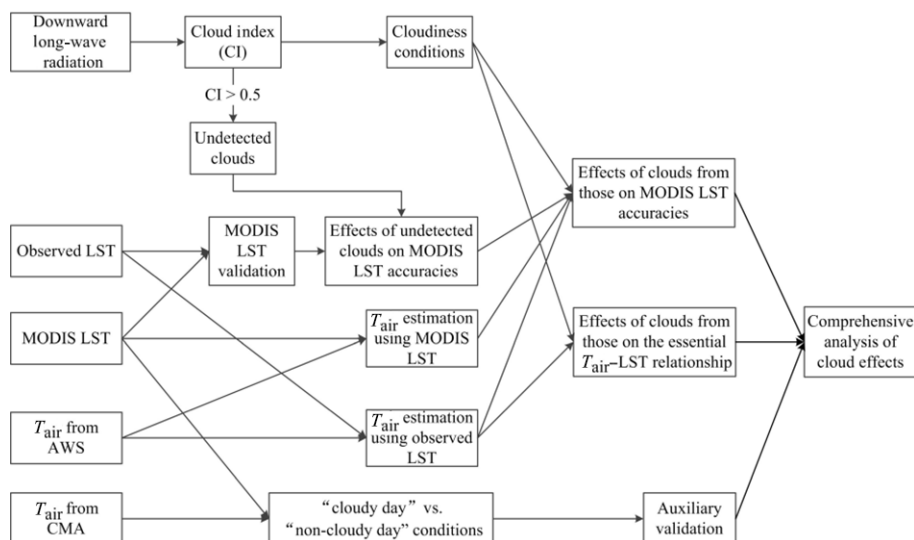 Downward
long-wave
radiation
Cloud index
(CI)
Cloudiness
conditions
CI > 0.5
Undetected
clouds
Effects of clouds from
those on MODIS LST
accuracies
Observed LST
MODIS
LST
validation
Effects of undetected
clouds on MODIS
LST accuracies
MODIS LST
Tair estimation
using MODIS
LST
Effects of clouds from
those on the essential
Tair–LST relationship
Comprehensive
analysis of
cloud effects
Tair from
AWS
Tair estimation
using observed
LST
Tair from
CMA
“cloudy day” vs.
“non-cloudy day” conditions
Auxiliary
validation